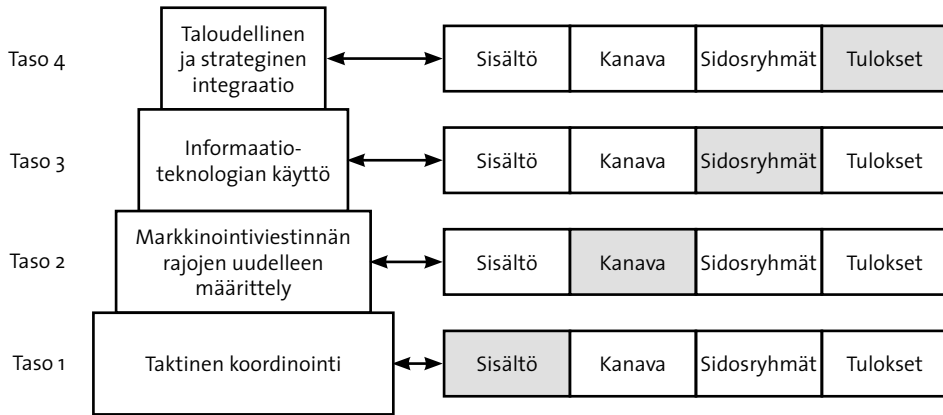 Taso 4
Taloudellinen
ja strateginen
integraatio
Sisältö Kanava Sidosryhmät Tulokset
Taso 3
Informaatio-
teknologian käyttö
Sisältö Kanava Sidosryhmät Tulokset
Taso 2
Markkinointiviestinnän
rajojen uudelleen
määrittely
Sisältö Kanava Sidosryhmät Tulokset
Taso 1
Taktinen koordinointi
Sisältö Kanava Sidosryhmät Tulokset